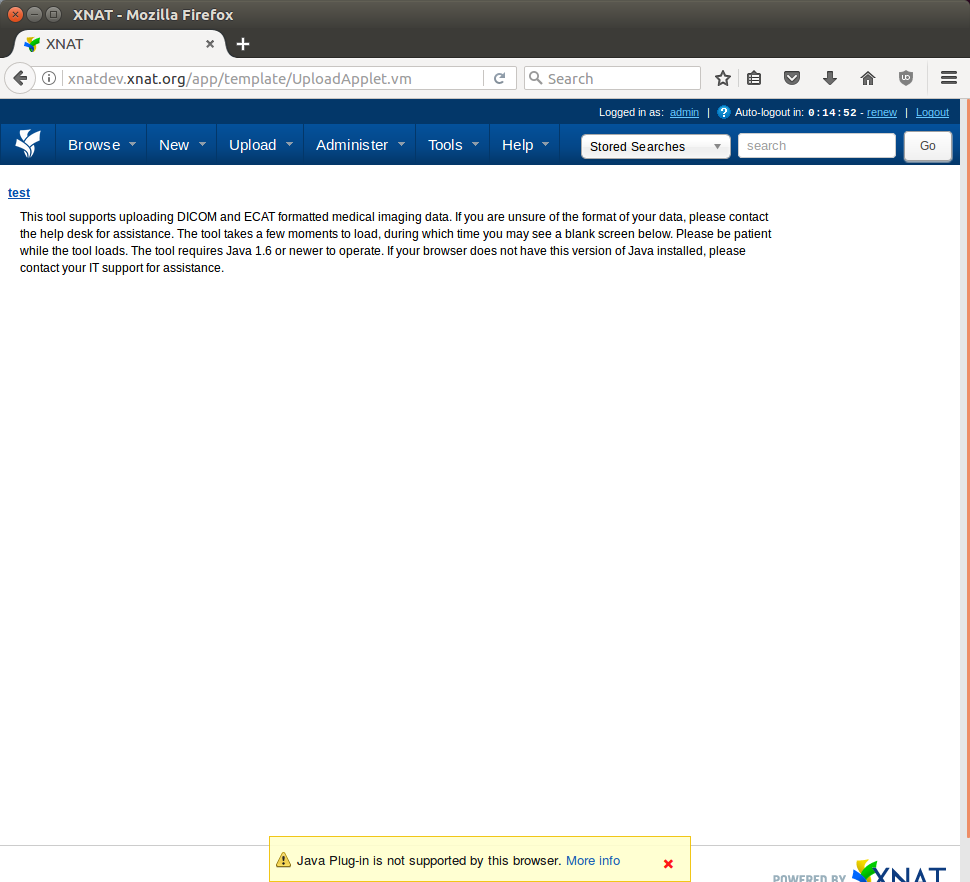 XNAT - Mozilla Firefox
XNAT
xnatdev.xnat.org/app/template/UploadApplet.vm
Search
Logged in as: admin | ? Auto-logout in: 0:14:52 - renew | Logout
Browse New Upload Administer Tools Help Stored Searches search Go
test
This tool supports uploading DICOM and ECAT formatted medical imaging data. If you are unsure of the format of your data, please contact
the help desk for assistance. The tool takes a few moments to load, during which time you may see a blank screen below. Please be patient
while the tool loads. The tool requires Java 1.6 or newer to operate. If your browser does not have this version of Java installed, please
contact your IT support for assistance.
Java Plug-in is not supported by this browser. More info
POWERED BY XNAT